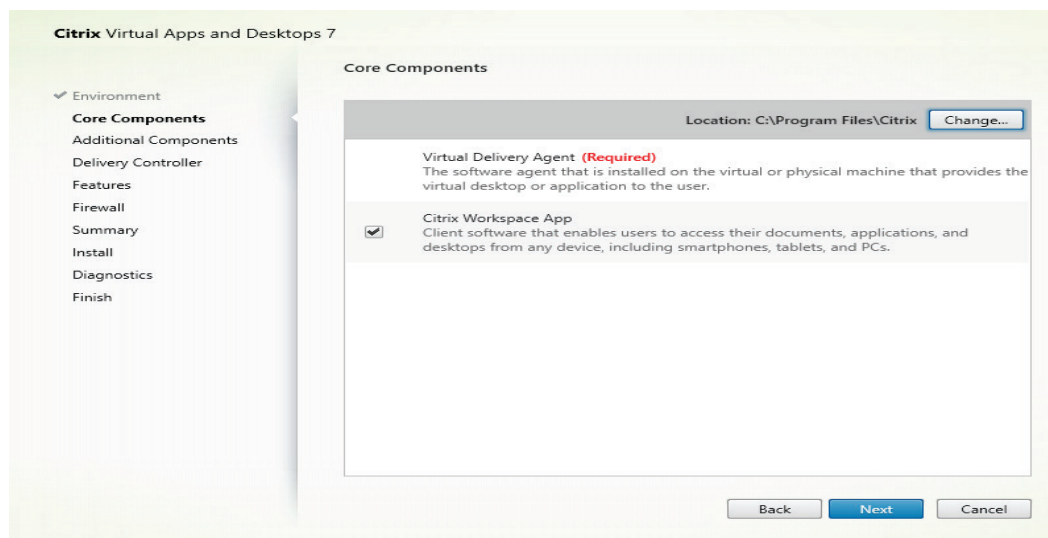 Citrix Virtual Apps and Desktops 7
Environment
Core Components
Additional Components
Delivery Controller
Features
Firewall
Summary
Install
Diagnostics
Finish
Core Components
Location: C:\Program Files\Citrix
Change...
Virtual Delivery Agent (Required)
The software agent that is installed on the virtual or physical machine that provides the
virtual desktop or application to the user.
Citrix Workspace App
Client software that enables users to access their documents, applications, and
desktops from any device, including smartphones, tablets, and PCs.
Back
Next
Cancel